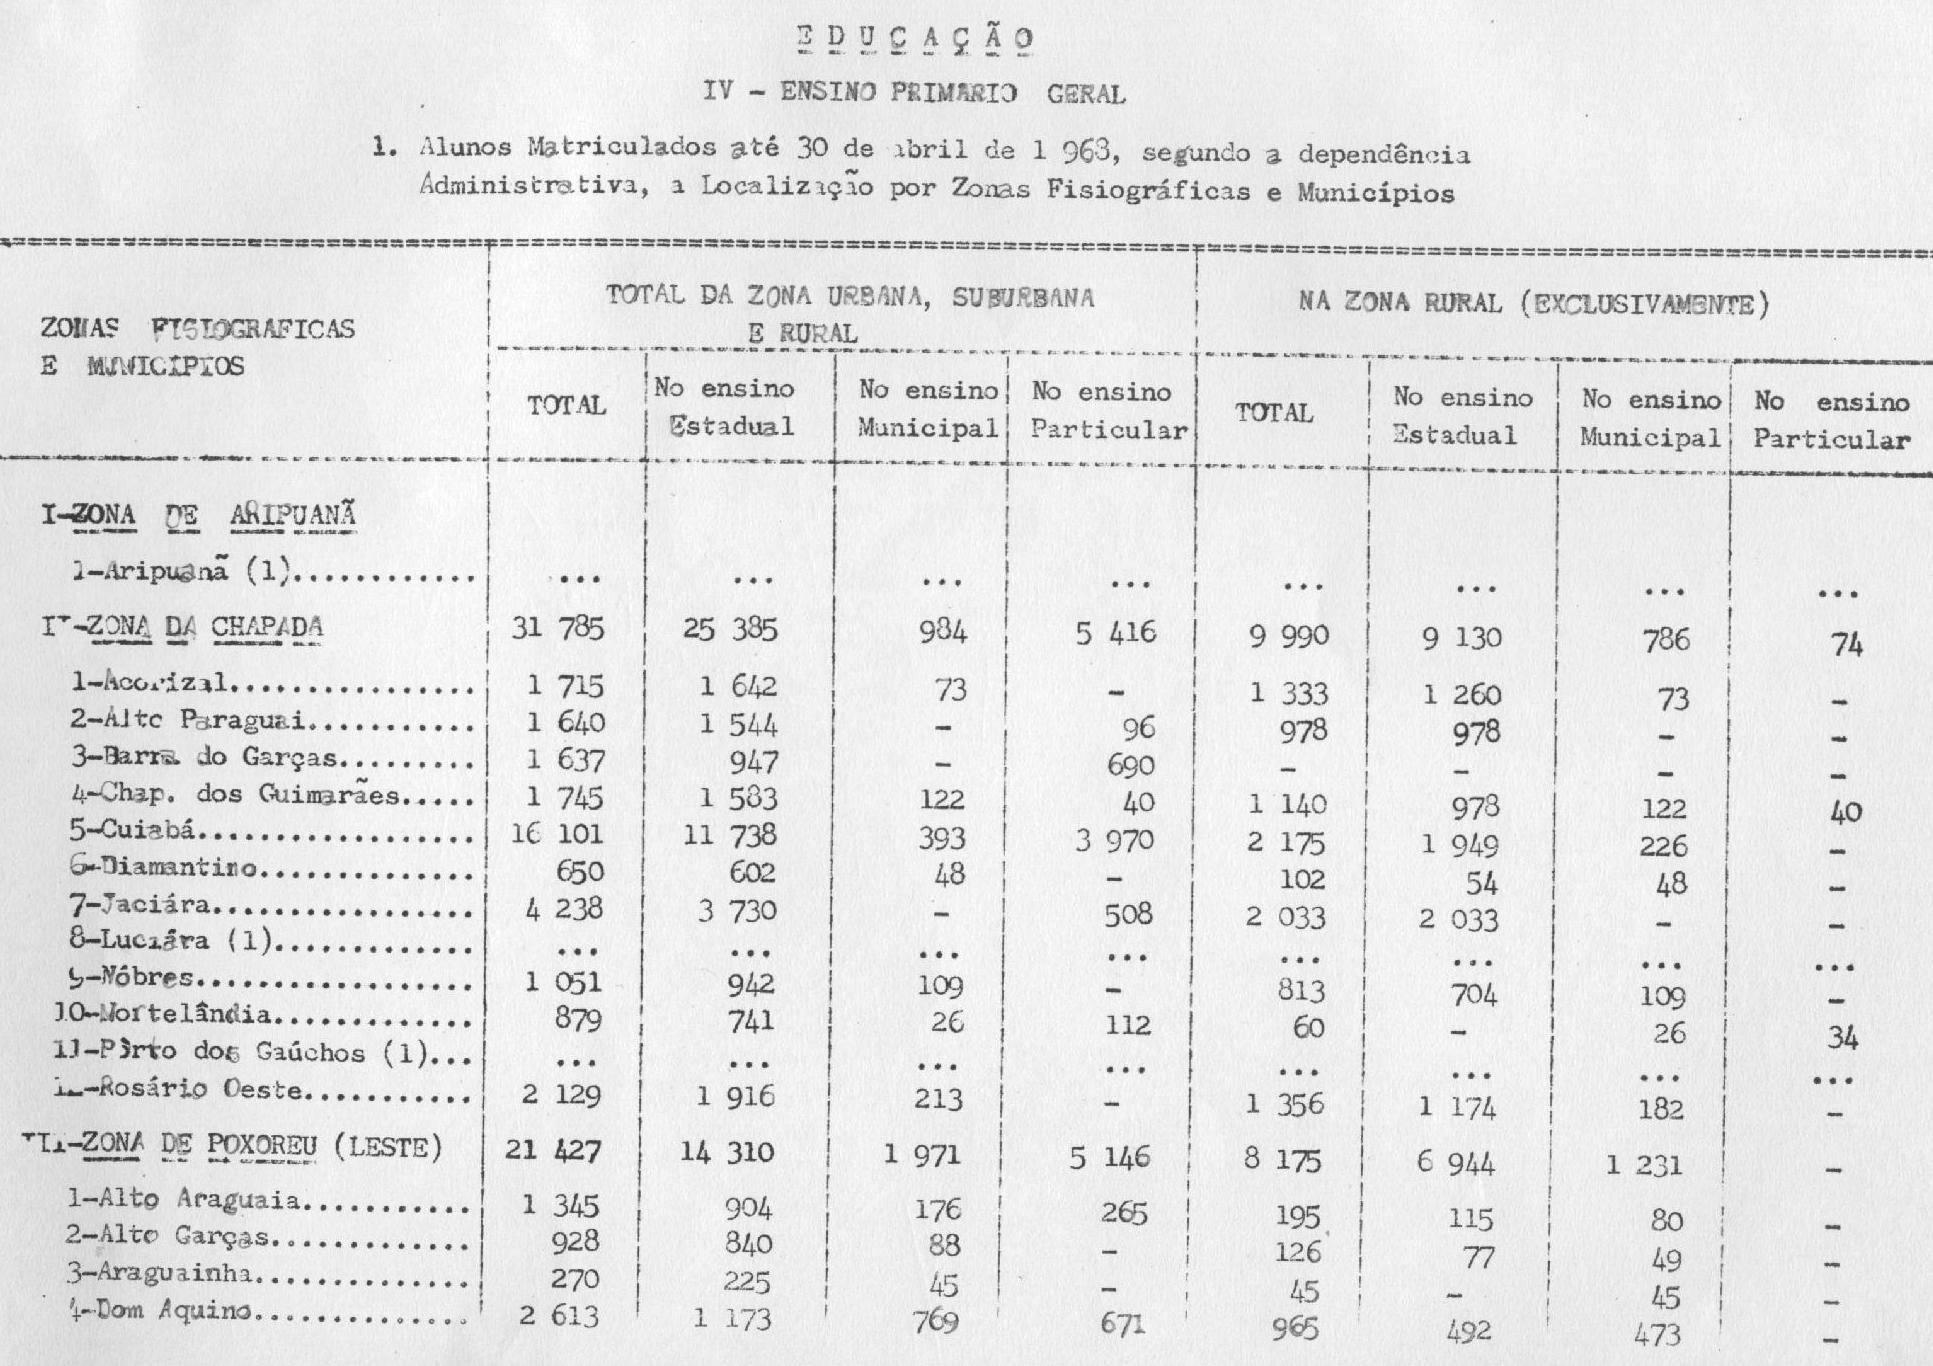 EDUCAÇÃO
IV - ENSINO PRIMARIO GERAL
1. Alunos Matriculados até 30 de abril de 1 968, segundo a dependência
Administrativa, a Localização por Zonas Fisiográficas e Municípios
ZONAS FISIOGRAFICAS
E MUNICIPIOS
TOTAL DA ZONA URBANA, SUBURBANA
E RURAL
NA ZONA RURAL (EXCLUSIVAMENTE)
TOTAL
No ensino
Estadual
No ensino
Municipal
No ensino
Particular
TOTAL
No ensino
Estadual
No ensino
Municipal
No ensino
Particular
I-ZONA DE ARIPUANÃ
1-Aripuanã (1)............ ... ... ... ... ... ... ... ...
II-ZONA DA CHAPADA 31 785 25 385 984 5 416 9 990 9 130 786 74
1-Acorizal................ 1 715 1 642 73 - 1 333 1 260 73 -
2-Alto Paraguai........... 1 640 1 544 - 96 978 978 - -
3-Barra do Garças......... 1 637 947 - 690 - - - -
4-Chap. dos Guimarães..... 1 745 1 583 122 40 1 140 978 122 40
5-Cuiabá.................. 16 101 11 738 393 3 970 2 175 1 949 226 -
6-Diamantino.............. 650 602 48 - 102 54 48 -
7-Jaciára................. 4 238 3 730 - 508 2 033 2 033 - -
8-Luciára (1)............. ... ... ... ... ... ... ... ...
9-Nóbres.................. 1 051 942 109 - 813 704 109 -
10-Nortelândia............. 879 741 26 112 60 - 26 34
11-Pôrto dos Gaúchos (1)... ... ... ... ... ... ... ... ...
12-Rosário Oeste........... 2 129 1 916 213 - 1 356 1 174 182 -
III-ZONA DE POXOREU (LESTE) 21 427 14 310 1 971 5 146 8 175 6 944 1 231 -
1-Alto Araguaia........... 1 345 904 176 265 195 115 80 -
2-Alto Garças............. 928 840 88 - 126 77 49 -
3-Araguainha.............. 270 225 45 - 45 - 45 -
4-Dom Aquino.............. 2 613 1 173 769 671 965 492 473 -